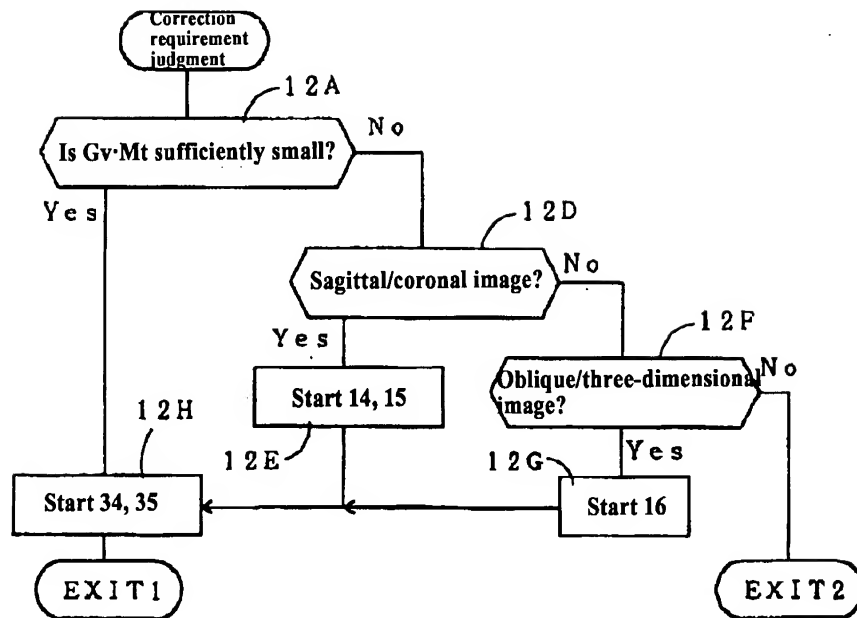 Correction
requirement
judgment
12A
Is Gv·Mt sufficiently small?
No
Yes
12D
Sagittal/coronal image?
No
Yes
12F
Oblique/three-dimensional
image?
No
Start 14, 15
12H
12E
12G
Yes
Start 34, 35
Start 16
EXIT1
EXIT2